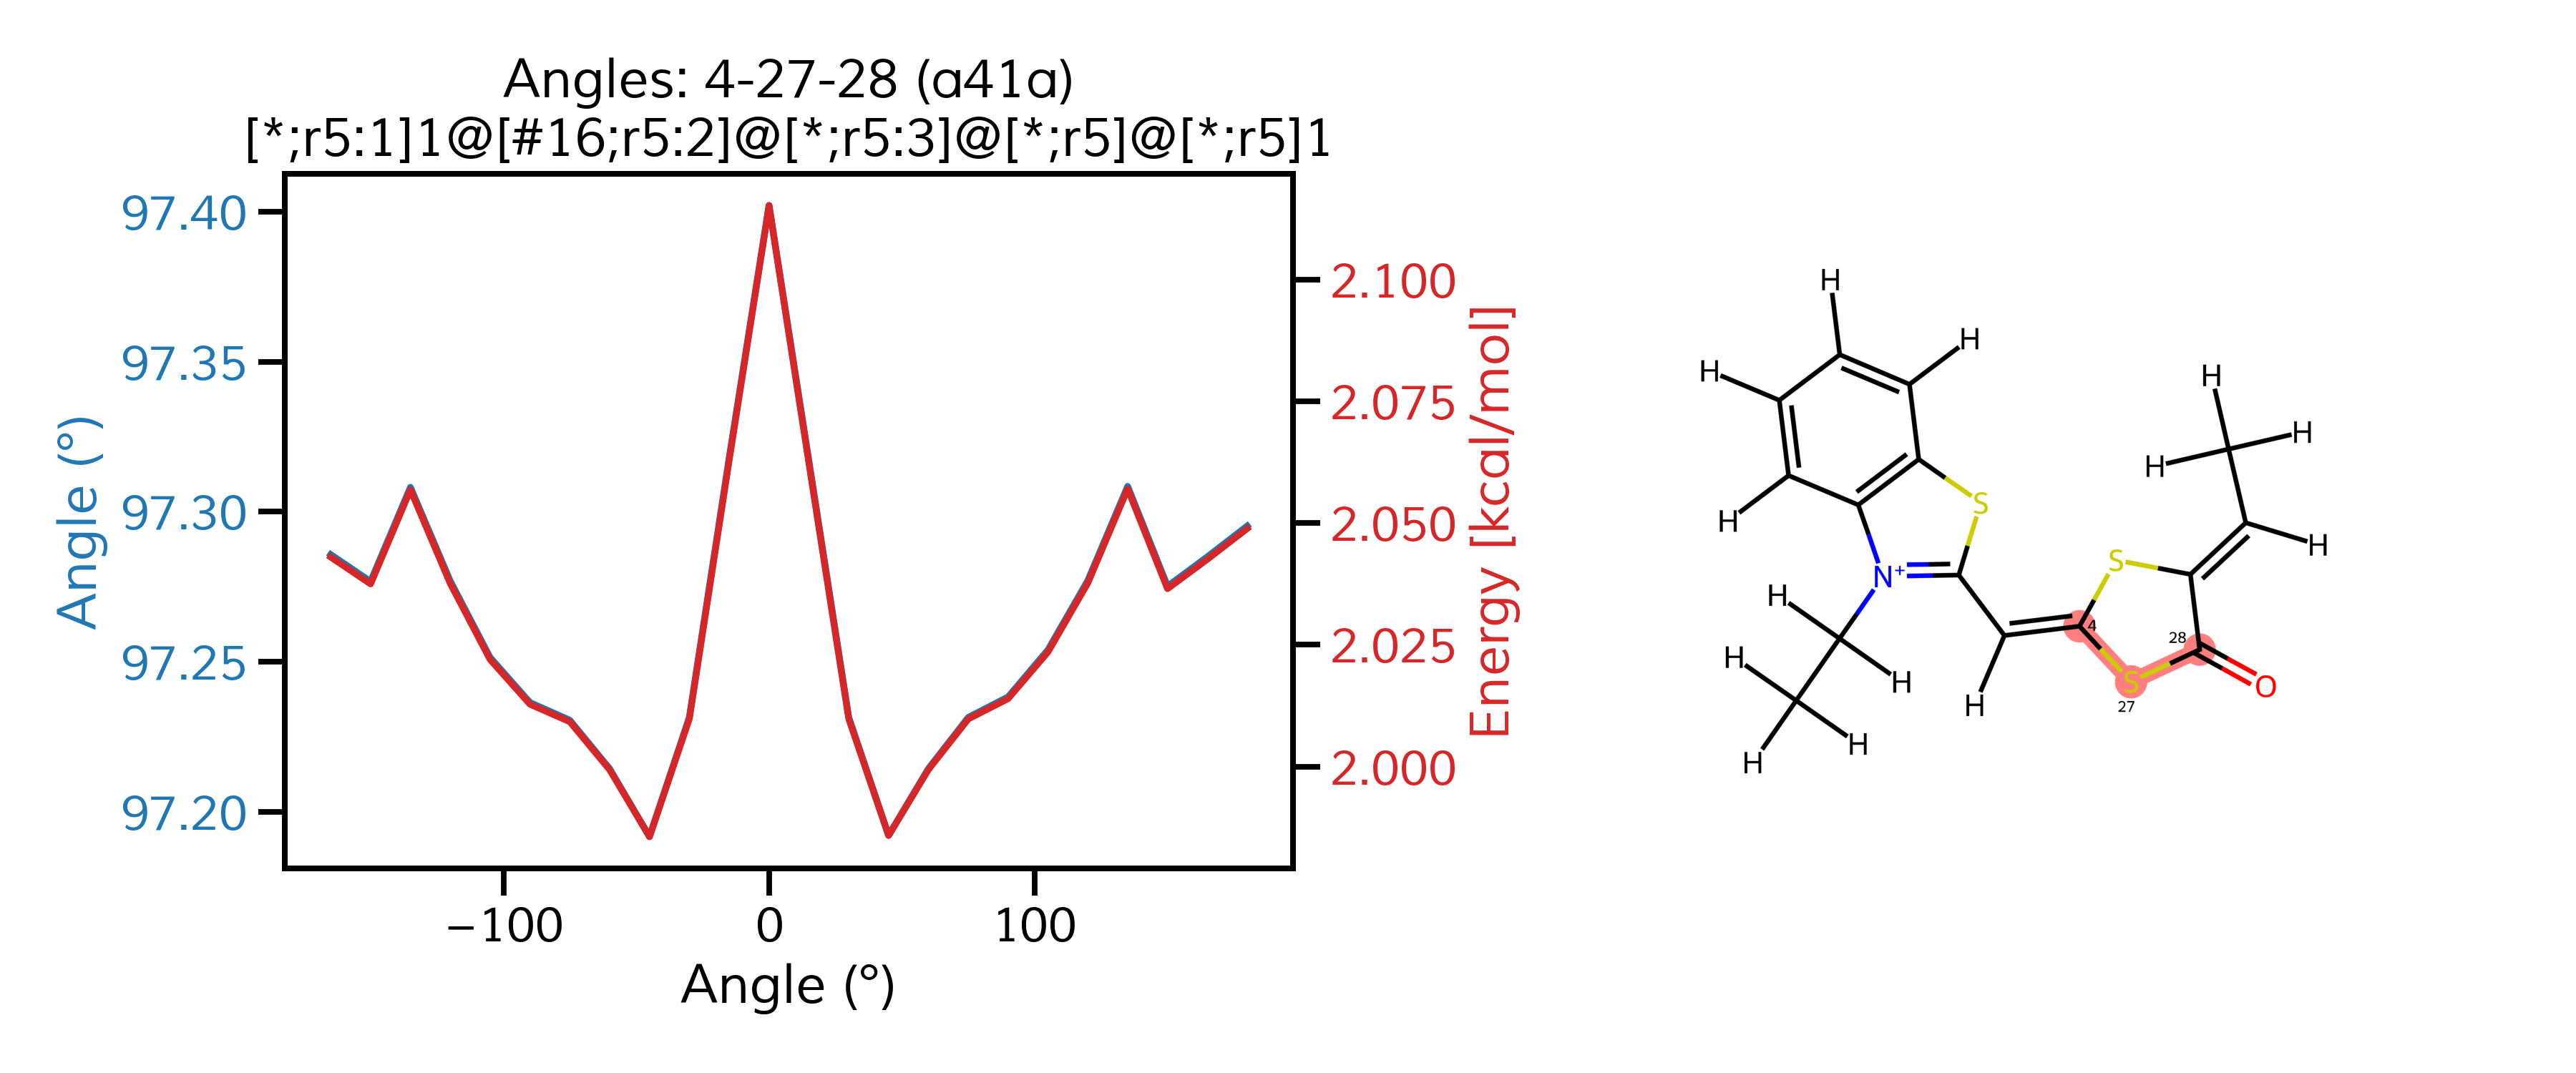 Angles: 4-27-28 (a41a)
[*;r5:1]1@[#16;r5:2]@[*;r5:3]@[*;r5]@[*;r5]1
97.40
97.35
97.30
97.25
97.20
Angle (°)
2.100
2.075
2.050
2.025
2.000
Energy [kcal/mol]
−100
0
100
Angle (°)
H
H
H
H
H
H
H
S
S
H
N+
H
4
28
H
H
S
27
O
H
H
H
H